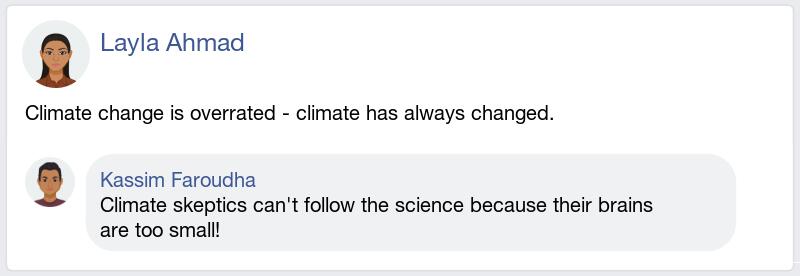 Layla Ahmad
Climate change is overrated - climate has always changed.
Kassim Faroudha
Climate skeptics can't follow the science because their brains
are too small!